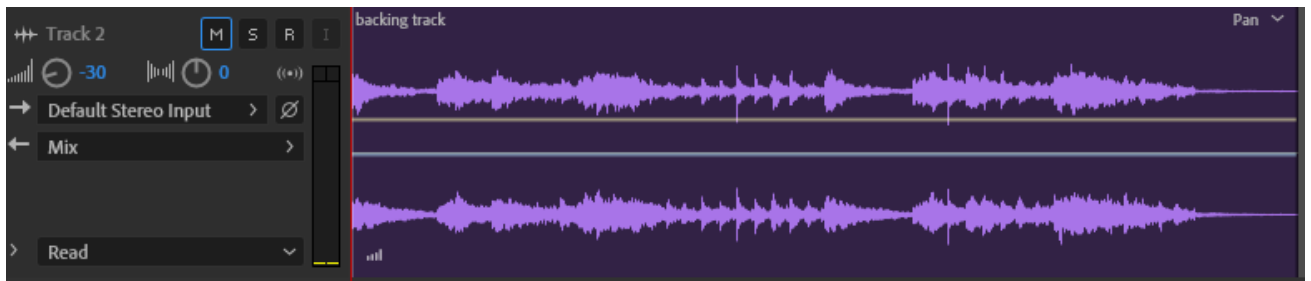 Track 2
M S R I
-30 0
Default Stereo Input
Mix
Read
backing track
Pan